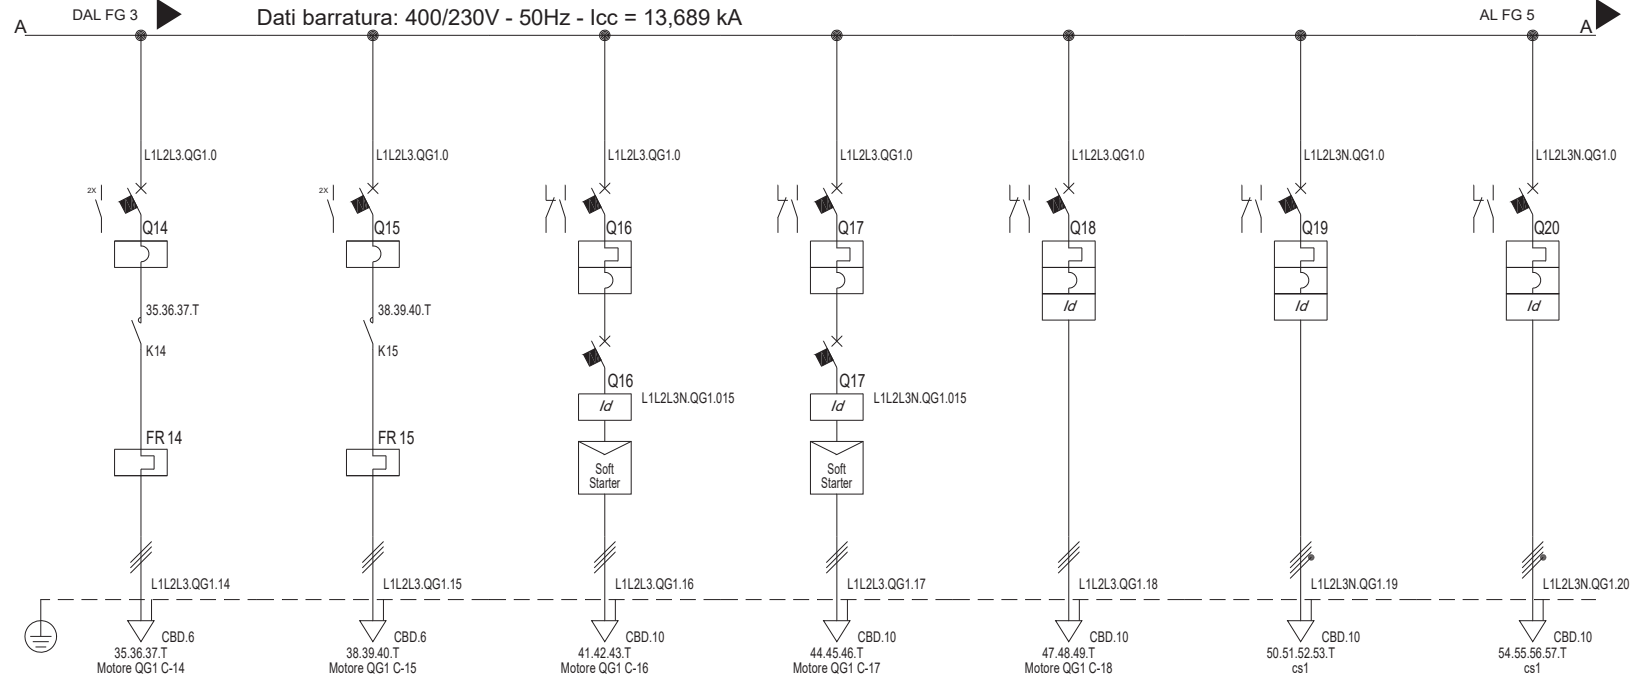 DAL FG 3
Dati barratura: 400/230V - 50Hz - Icc = 13,689 kA
AL FG 5
A
A
L1L2L3.QG1.0
L1L2L3.QG1.0
L1L2L3.QG1.0
L1L2L3.QG1.0
L1L2L3.QG1.0
L1L2L3N.QG1.0
L1L2L3N.QG1.0
2X
2X
Q14
Q15
Q16
Q17
Q18
Q19
Q20
35.36.37.T
38.39.40.T
Id
Id
Id
K14
K15
Q16
Q17
Id
L1L2L3N.QG1.015
Id
L1L2L3N.QG1.015
FR 14
FR 15
Soft
Starter
Soft
Starter
L1L2L3.QG1.14
L1L2L3.QG1.15
L1L2L3.QG1.16
L1L2L3.QG1.17
L1L2L3.QG1.18
L1L2L3N.QG1.19
L1L2L3N.QG1.20
CBD.6
CBD.6
CBD.10
CBD.10
CBD.10
CBD.10
CBD.10
35.36.37.T
38.39.40.T
41.42.43.T
44.45.46.T
47.48.49.T
50.51.52.53.T
54.55.56.57.T
Motore QG1 C-14
Motore QG1 C-15
Motore QG1 C-16
Motore QG1 C-17
Motore QG1 C-18
cs1
cs1